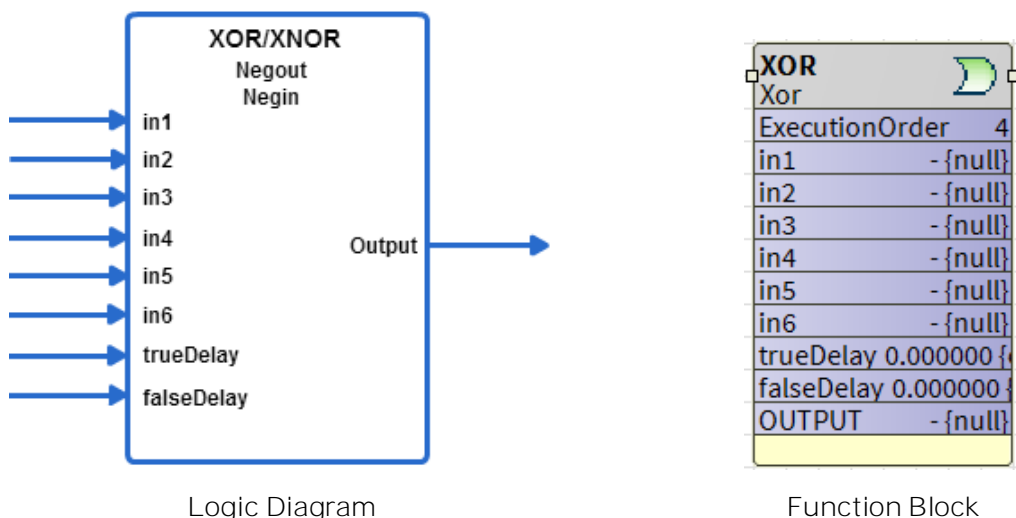 XOR/XNOR
Negout
Negin
in1
in2
in3
in4
in5
in6
trueDelay
falseDelay
Output
Logic Diagram
XOR
Xor
ExecutionOrder 4
in1 - {null}
in2 - {null}
in3 - {null}
in4 - {null}
in5 - {null}
in6 - {null}
trueDelay 0.000000 {
falseDelay 0.000000 {
OUTPUT - {null}
Function Block